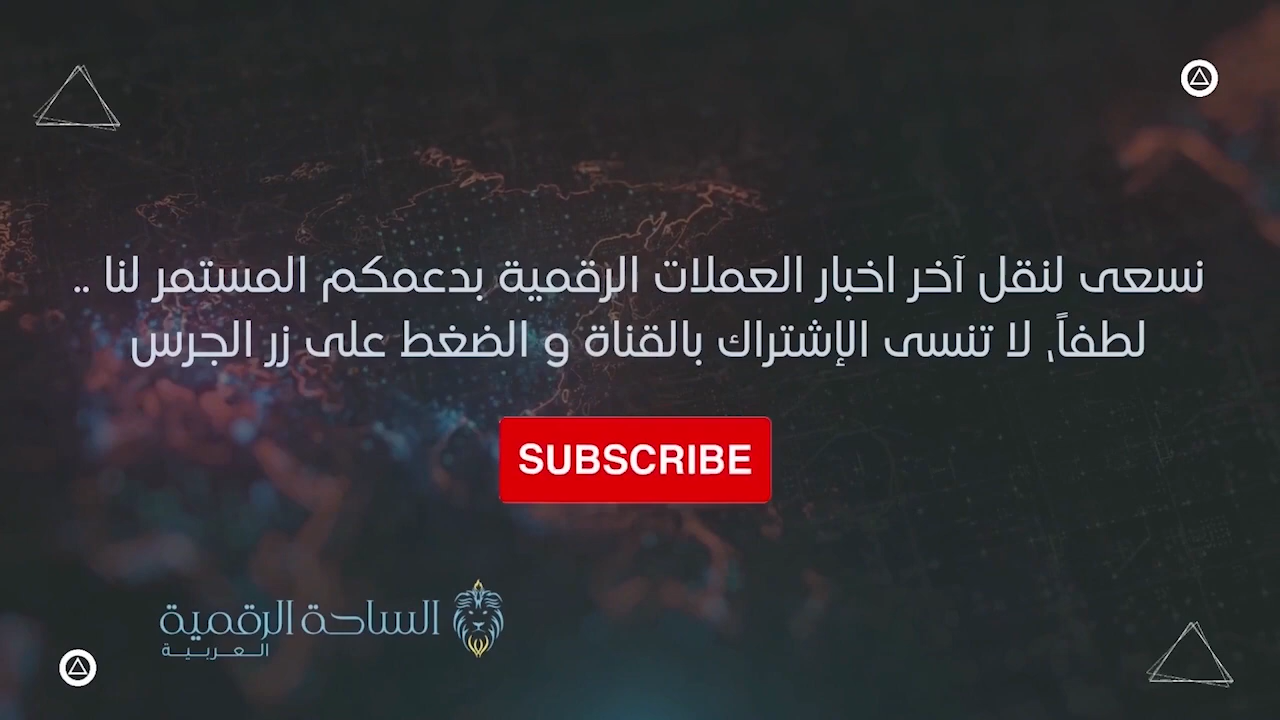 نسعى لنقل آخر اخبار العملات الرقمية بدعمكم المستمر لنا ..
لطفاً، لا تنسى الإشتراك بالقناة و الضغط على زر الجرس
SUBSCRIBE
الساحة الرقمية
العربية